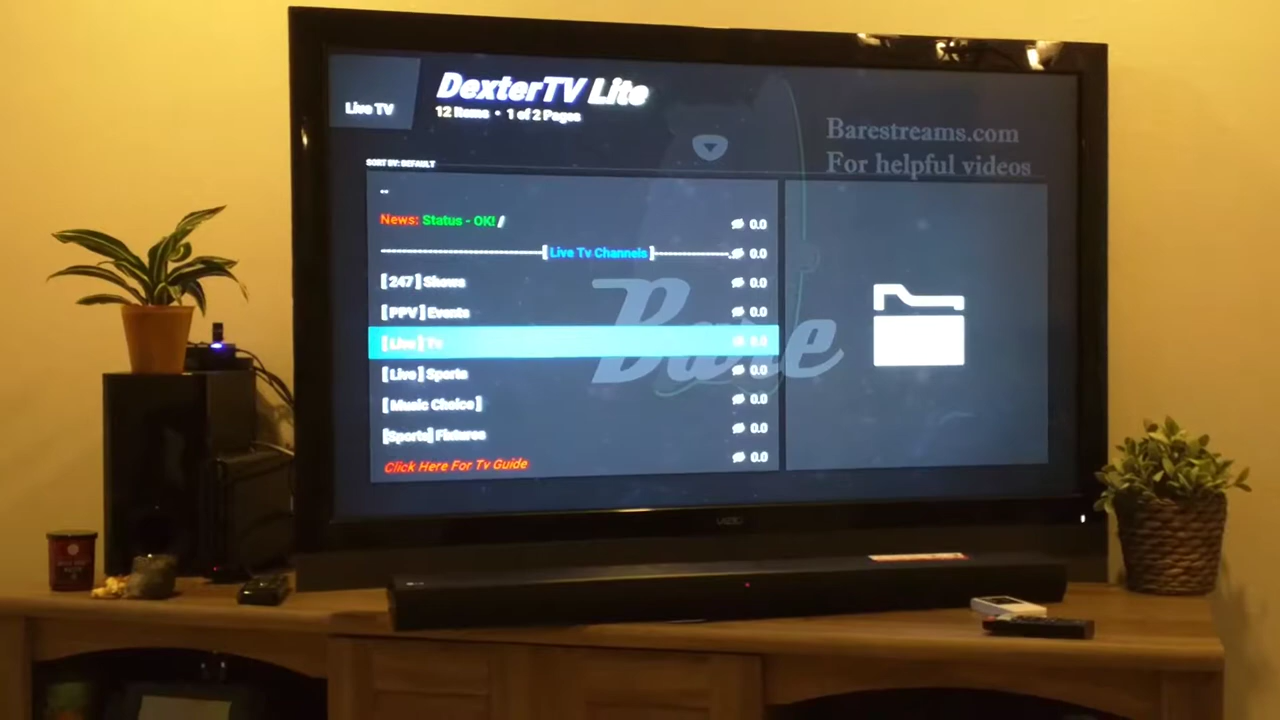 Live TV
DexterTV Lite
12 Items • 1 of 2 Pages
SORT BY: DEFAULT
Barestreams.com
For helpful videos
..
News: Status - OK! / 0.0
[Live Tv Channels] 0.0
[247] Shows 0.0
[PPV] Events 0.0
[Live] Tv 0.0
[Live] Sports 0.0
[Music Choice] 0.0
[Sports] Fixtures 0.0
Click Here For Tv Guide 0.0
Bare
VIZIO